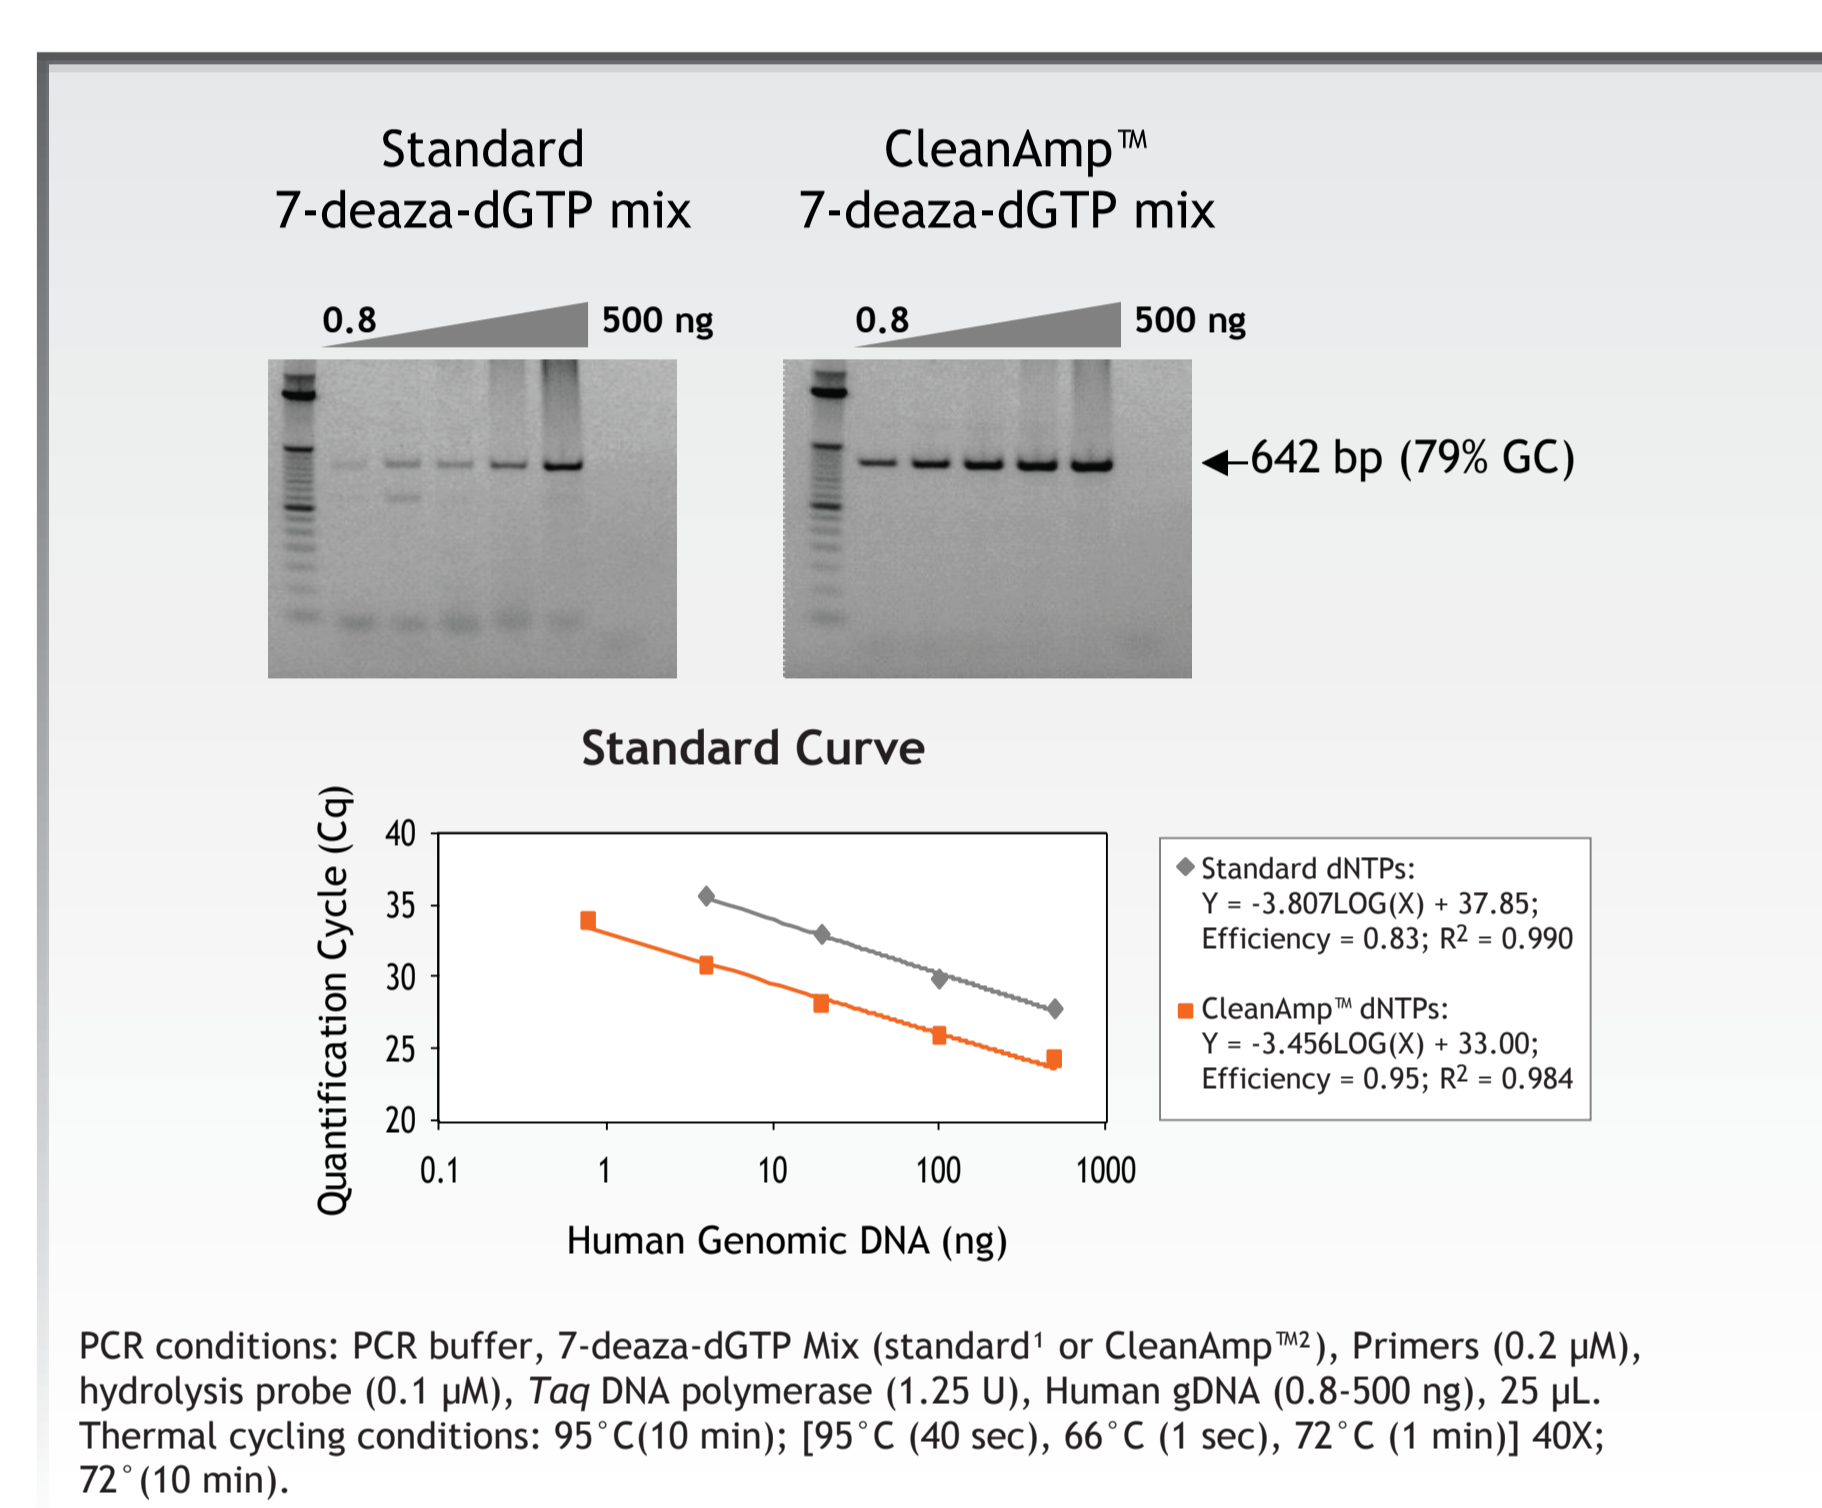 Standard
7-deaza-dGTP mix
CleanAmp™
7-deaza-dGTP mix
0.8
500 ng
0.8
500 ng
642 bp (79% GC)
Standard Curve
Quantification Cycle (Cq)
40
35
30
25
20
0.1
1
10
100
1000
Human Genomic DNA (ng)
Standard dNTPs:
Y = -3.807LOG(X) + 37.85;
Efficiency = 0.83; R² = 0.990
CleanAmp™ dNTPs:
Y = -3.456LOG(X) + 33.00;
Efficiency = 0.95; R² = 0.984
PCR conditions: PCR buffer, 7-deaza-dGTP Mix (standard¹ or CleanAmp™²), Primers (0.2 µM),
hydrolysis probe (0.1 µM), Taq DNA polymerase (1.25 U), Human gDNA (0.8-500 ng), 25 µL.
Thermal cycling conditions: 95°C(10 min); [95°C (40 sec), 66°C (1 sec), 72°C (1 min)] 40X;
72°(10 min).